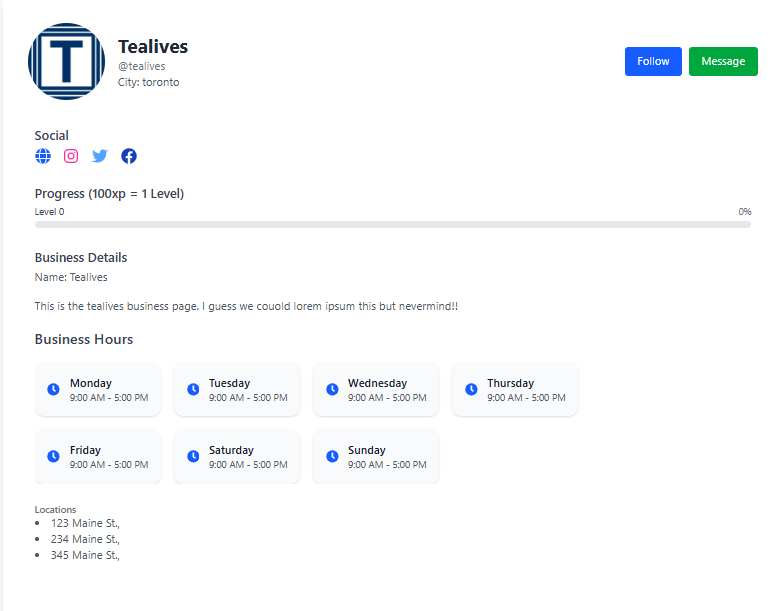 T
Tealives
@tealives
City: toronto
Follow
Message
Social
Progress (100xp = 1 Level)
Level 0
0%
Business Details
Name: Tealives
This is the tealives business page. I guess we couold lorem ipsum this but nevermind!!
Business Hours
Monday
9:00 AM - 5:00 PM
Tuesday
9:00 AM - 5:00 PM
Wednesday
9:00 AM - 5:00 PM
Thursday
9:00 AM - 5:00 PM
Friday
9:00 AM - 5:00 PM
Saturday
9:00 AM - 5:00 PM
Sunday
9:00 AM - 5:00 PM
Locations
• 123 Maine St.,
• 234 Maine St.,
• 345 Maine St.,